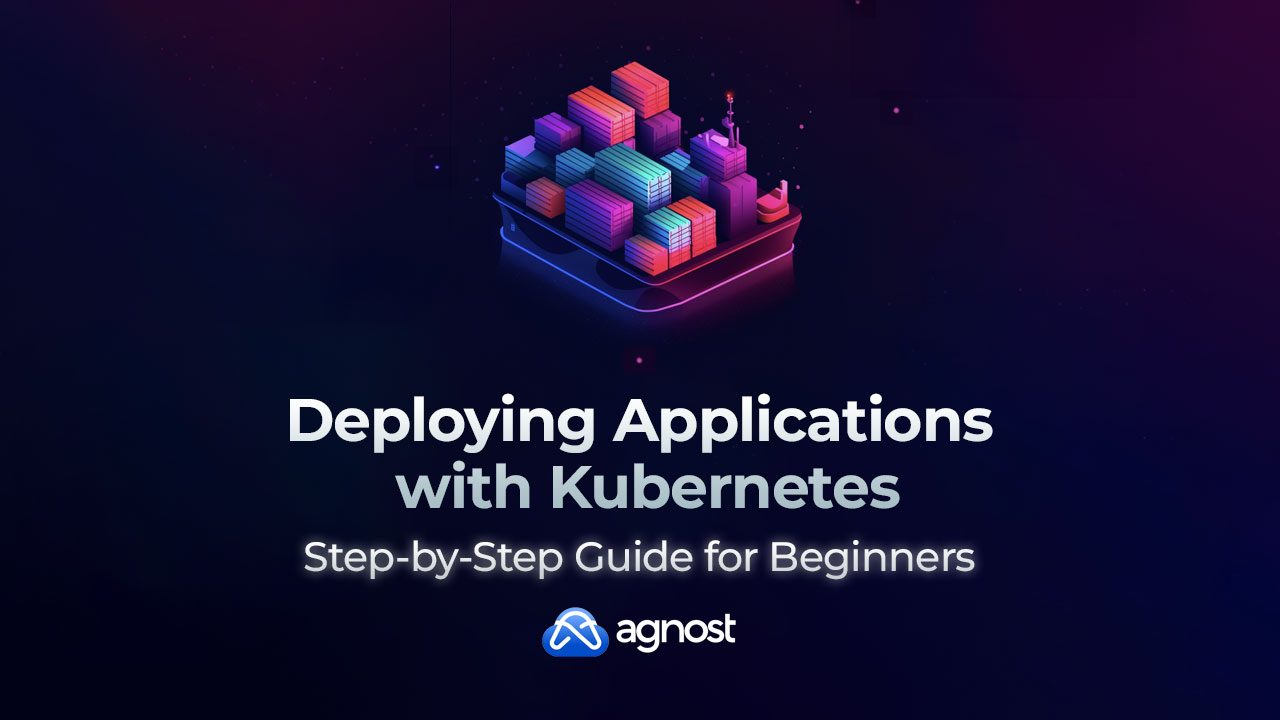 Deploying Applications
with Kubernetes
Step-by-Step Guide for Beginners
agnost